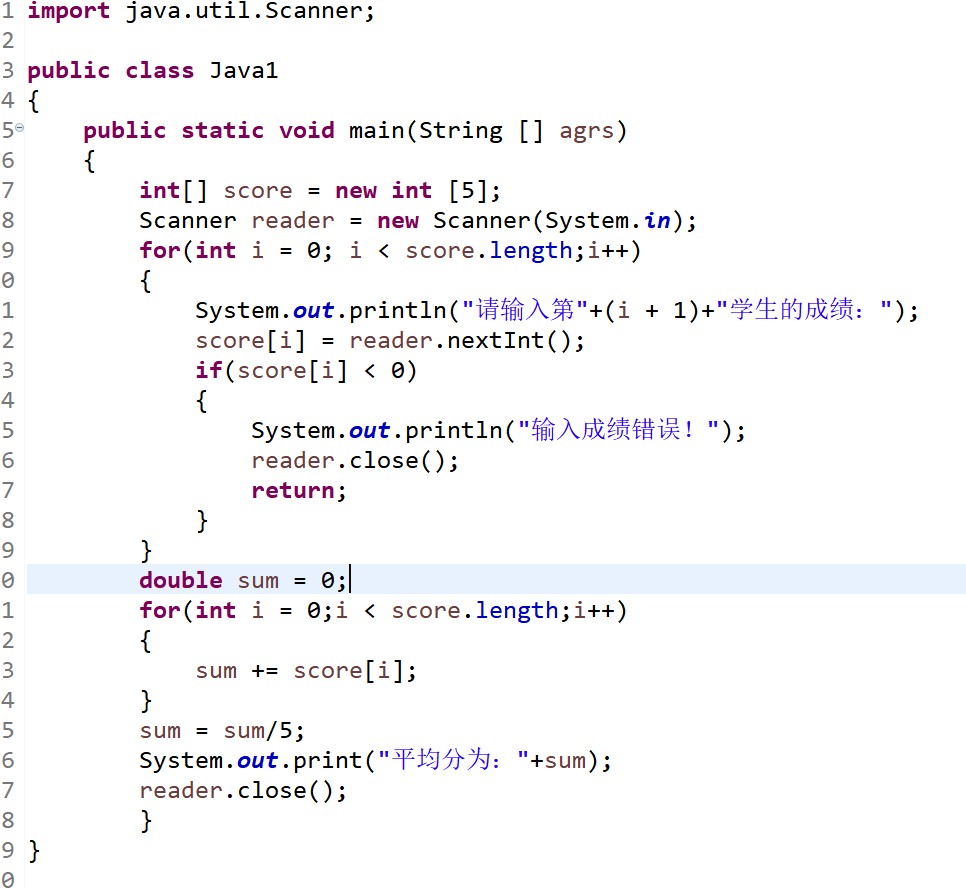 1 import java.util.Scanner;
2
3 public class Java1
4 {
5 public static void main(String [] agrs)
6 {
7 int[] score = new int [5];
8 Scanner reader = new Scanner(System.in);
9 for(int i = 0; i < score.length;i++)
0 {
1 System.out.println("请输入第"+(i + 1)+"学生的成绩：");
2 score[i] = reader.nextInt();
3 if(score[i] < 0)
4 {
5 System.out.println("输入成绩错误！");
6 reader.close();
7 return;
8 }
9 }
0 double sum = 0;
1 for(int i = 0;i < score.length;i++)
2 {
3 sum += score[i];
4 }
5 sum = sum/5;
6 System.out.print("平均分为："+sum);
7 reader.close();
8 }
9 }
0